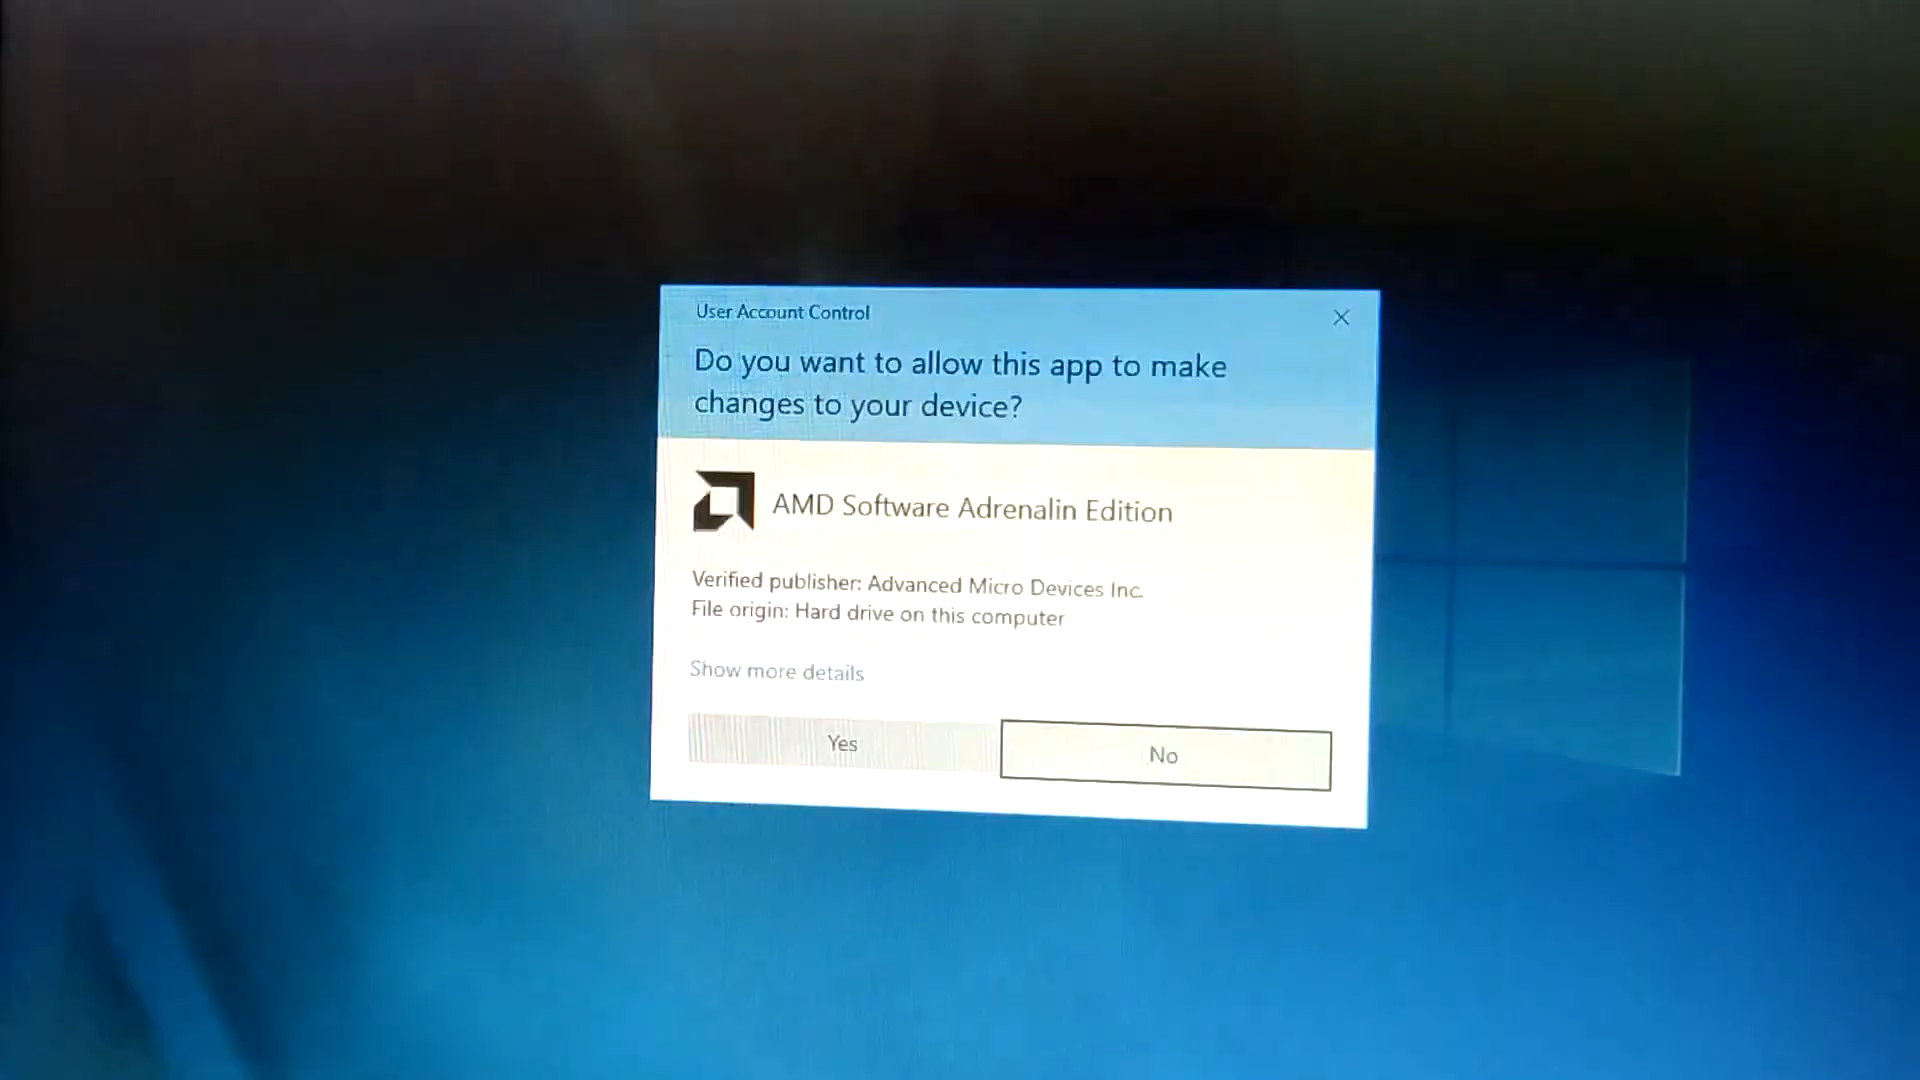 User Account Control
Do you want to allow this app to make
changes to your device?
AMD Software Adrenalin Edition
Verified publisher: Advanced Micro Devices Inc.
File origin: Hard drive on this computer
Show more details
Yes
No